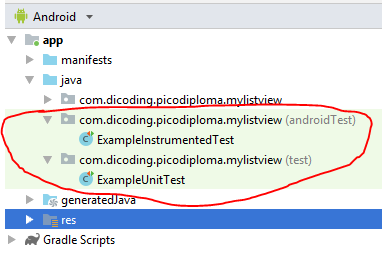 Android
app
manifests
java
com.dicoding.picodiploma.mylistview
com.dicoding.picodiploma.mylistview (androidTest)
ExampleInstrumentedTest
com.dicoding.picodiploma.mylistview (test)
ExampleUnitTest
generatedJava
res
Gradle Scripts